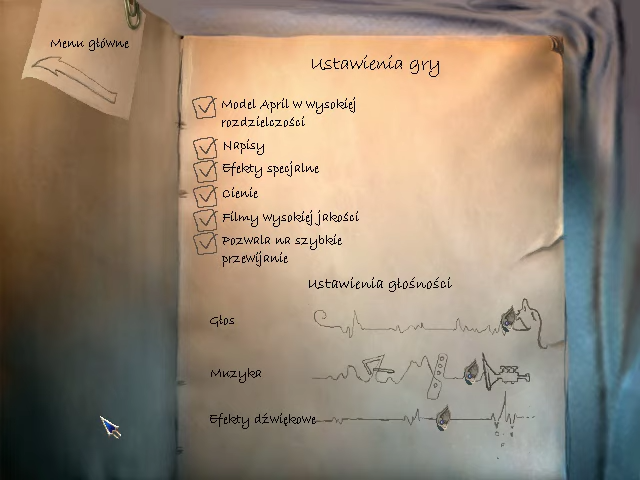 Menu główne
Ustawienia gry
Model April w wysokiej
rozdzielczości
Napisy
Efekty specjalne
Cienie
Filmy wysokiej jakości
Pozwala na szybkie
przewijanie
Ustawienia głośności
Głos
Muzyka
Efekty dźwiękowe